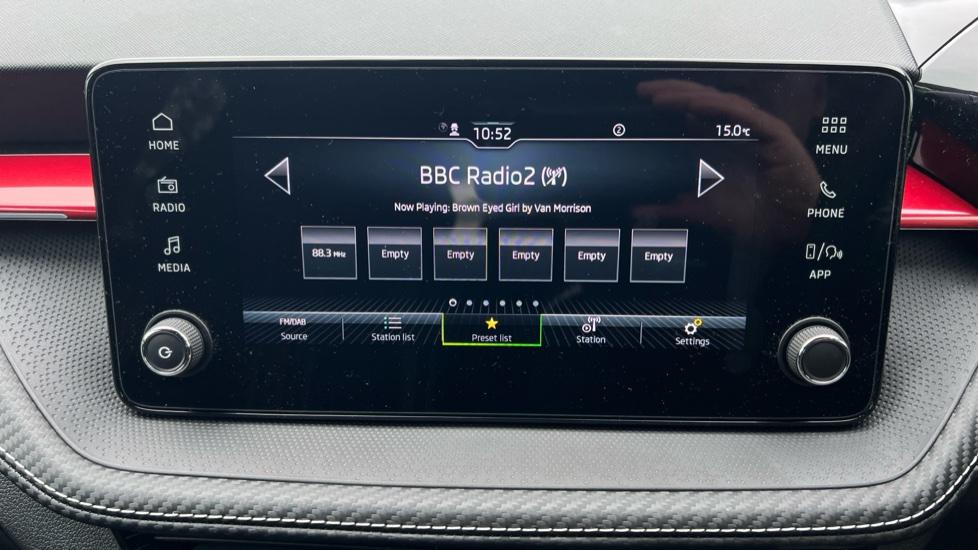 HOME
RADIO
MEDIA
10:52
2
15.0°C
BBC Radio2
Now Playing: Brown Eyed Girl by Van Morrison
88.3 MHz
Empty
Empty
Empty
Empty
Empty
FM/DAB
Source
Station list
Preset list
Station
Settings
MENU
PHONE
APP